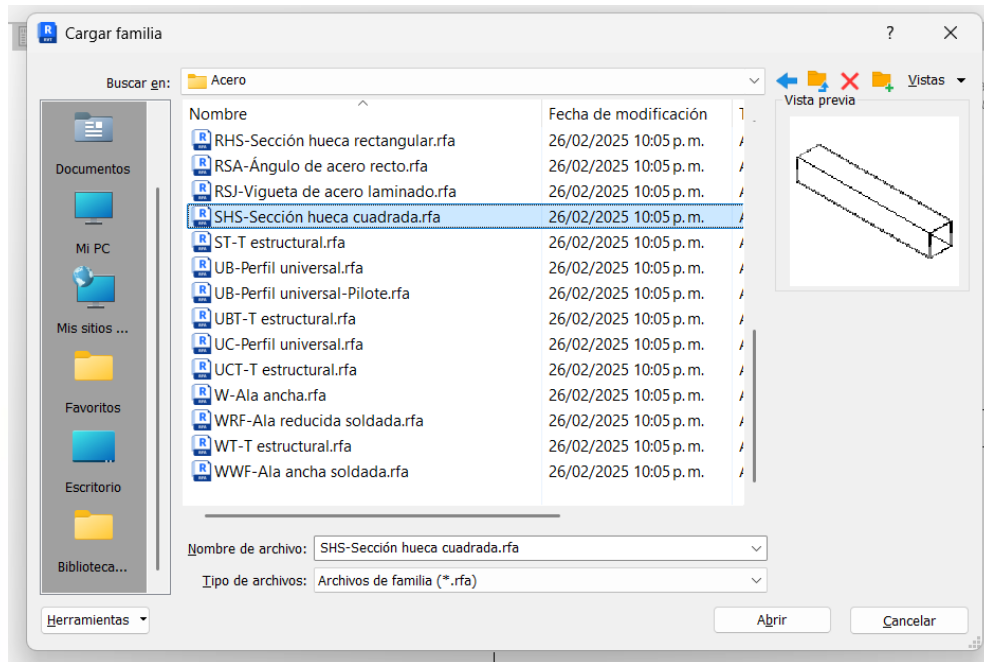 Cargar familia
Buscar en: Acero Vistas
Vista previa
Nombre Fecha de modificación
Documentos
Mi PC
Mis sitios ...
Favoritos
Escritorio
Biblioteca...
RHS-Sección hueca rectangular.rfa 26/02/2025 10:05 p. m.
RSA-Ángulo de acero recto.rfa 26/02/2025 10:05 p. m.
RSJ-Vigueta de acero laminado.rfa 26/02/2025 10:05 p. m.
SHS-Sección hueca cuadrada.rfa 26/02/2025 10:05 p. m.
ST-T estructural.rfa 26/02/2025 10:05 p. m.
UB-Perfil universal.rfa 26/02/2025 10:05 p. m.
UB-Perfil universal-Pilote.rfa 26/02/2025 10:05 p. m.
UBT-T estructural.rfa 26/02/2025 10:05 p. m.
UC-Perfil universal.rfa 26/02/2025 10:05 p. m.
UCT-T estructural.rfa 26/02/2025 10:05 p. m.
W-Ala ancha.rfa 26/02/2025 10:05 p. m.
WRF-Ala reducida soldada.rfa 26/02/2025 10:05 p. m.
WT-T estructural.rfa 26/02/2025 10:05 p. m.
WWF-Ala ancha soldada.rfa 26/02/2025 10:05 p. m.
Nombre de archivo: SHS-Sección hueca cuadrada.rfa
Tipo de archivos: Archivos de familia (*.rfa)
Herramientas Abrir Cancelar